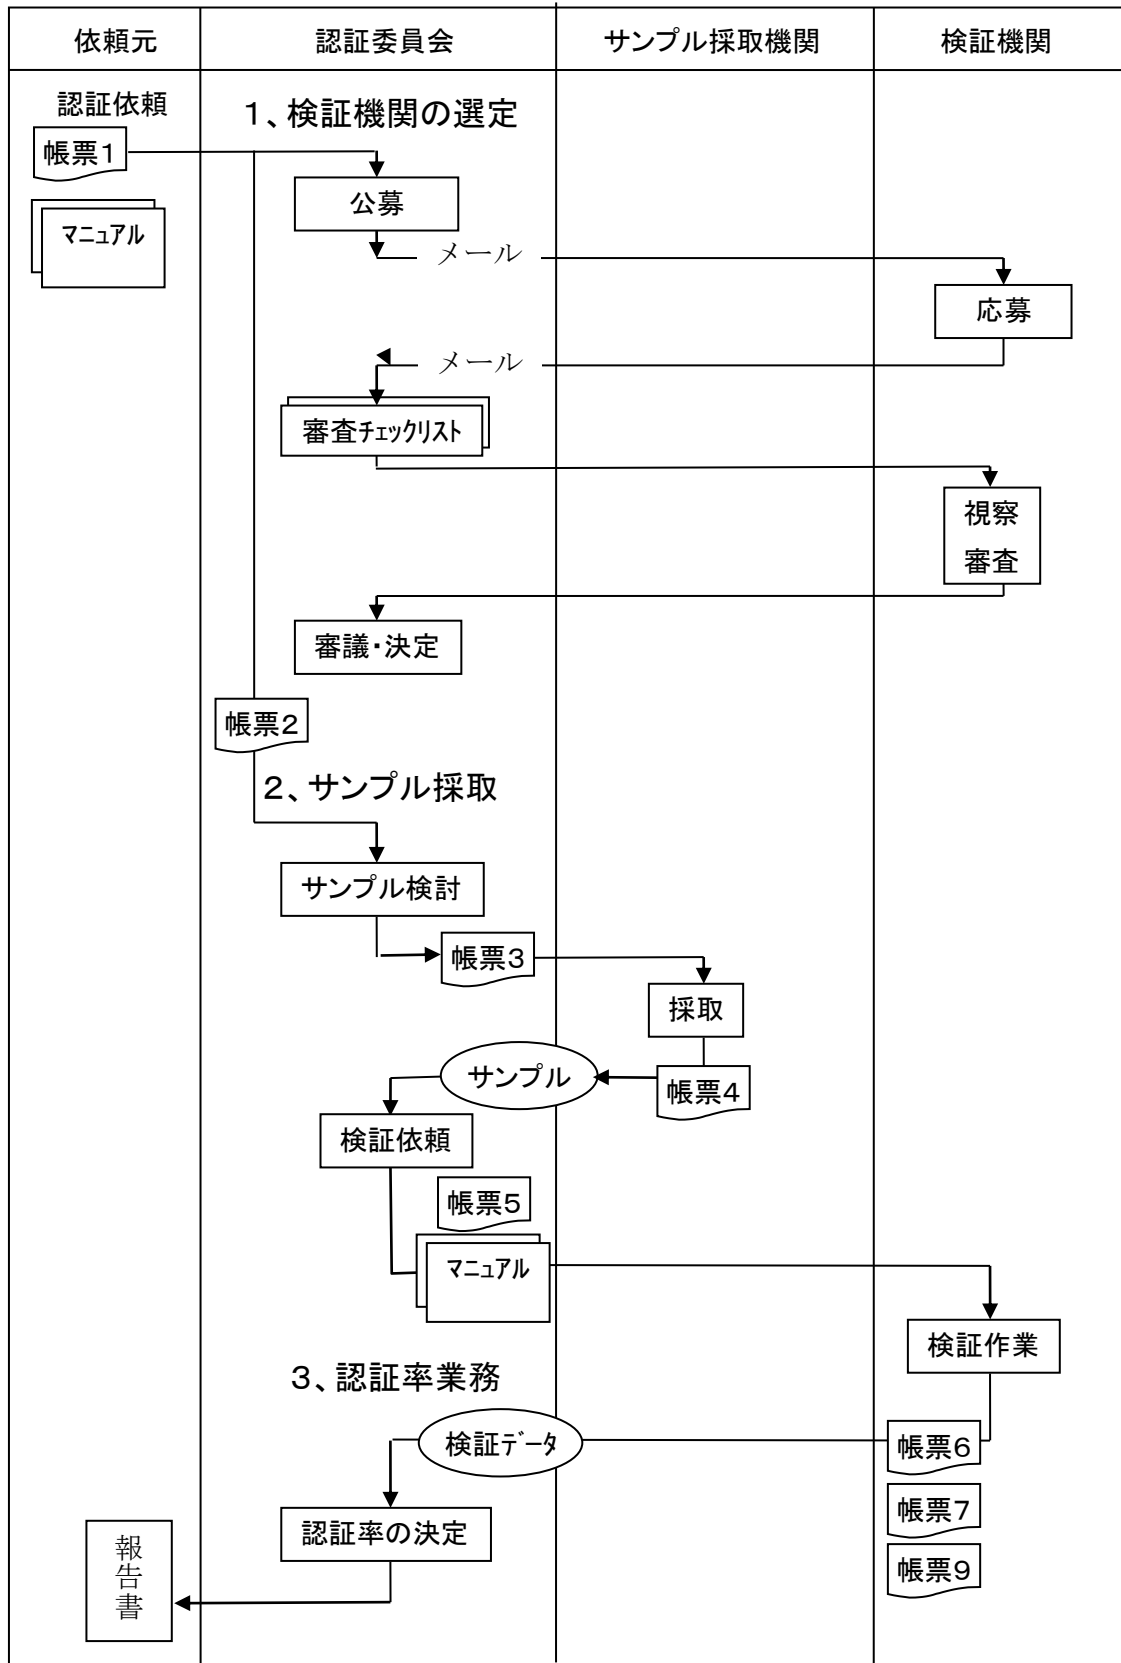 依頼元
認証委員会
サンプル採取機関
検証機関
認証依頼
1、検証機関の選定
帳票1
マニュアル
公募
メール
応募
メール
審査ﾁｪｯｸﾘｽﾄ
視察
審査
審議・決定
帳票2
2、サンプル採取
サンプル検討
帳票3
採取
サンプル
帳票4
検証依頼
帳票5
マニュアル
検証作業
3、認証率業務
検証ﾃﾞｰﾀ
帳票6
帳票7
認証率の決定
帳票9
報告書